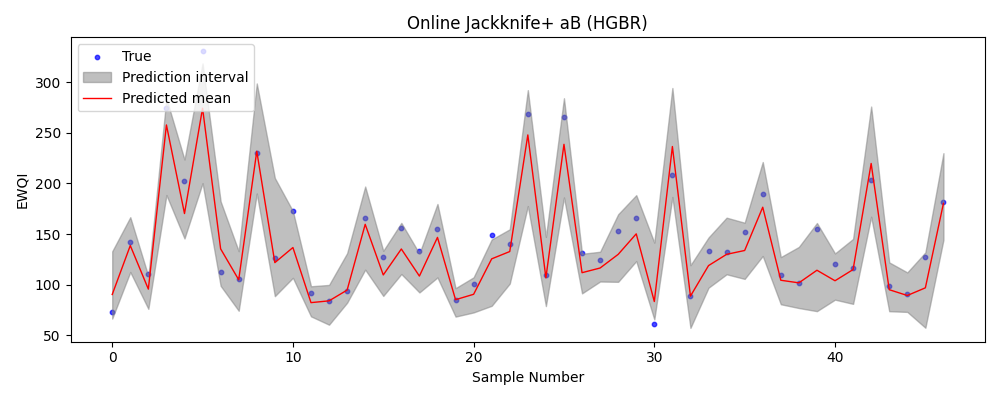 Online Jackknife+ aB (HGBR)
True
Prediction interval
Predicted mean
300
250
200
150
100
50
EWQI
0 10 20 30 40
Sample Number